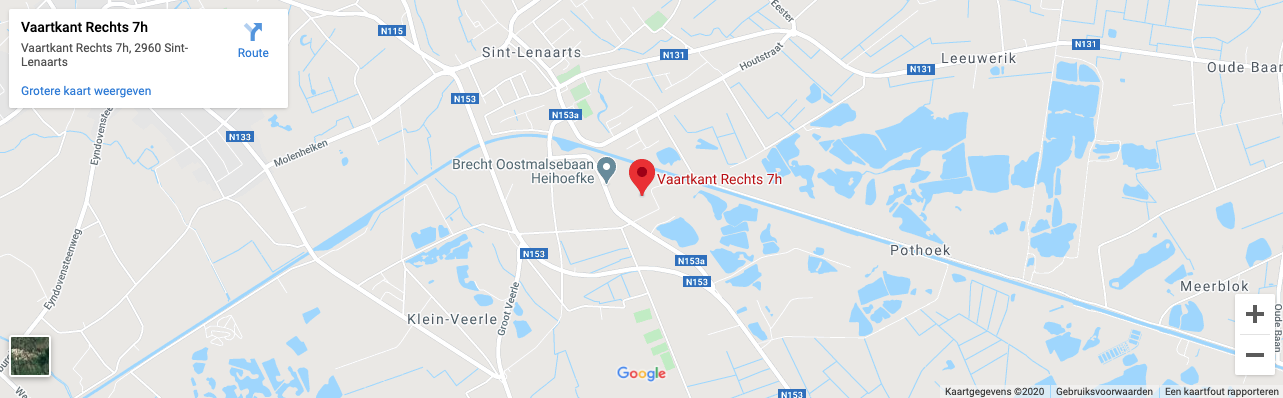 Vaartkant Rechts 7h
Vaartkant Rechts 7h, 2960 Sint-
Lenaarts
Route
Grotere kaart weergeven
N115
Sint-Lenaarts
N131
Houtstraat
Eester
N131
Leeuwerik
N131
Oude Baan
Eyndovensteenweg
N133
Molenheiken
N153
N153a
Brecht Oostmalsebaan
Heihoefke
Vaartkant Rechts 7h
Eyndovensteenweg
N153
N153a
N153
Pothoek
Meerblok
Klein-Veerle
Groot Veerle
Oude Baan
N153
Google
Kaartgegevens ©2020
Gebruiksvoorwaarden
Een kaartfout rapporteren